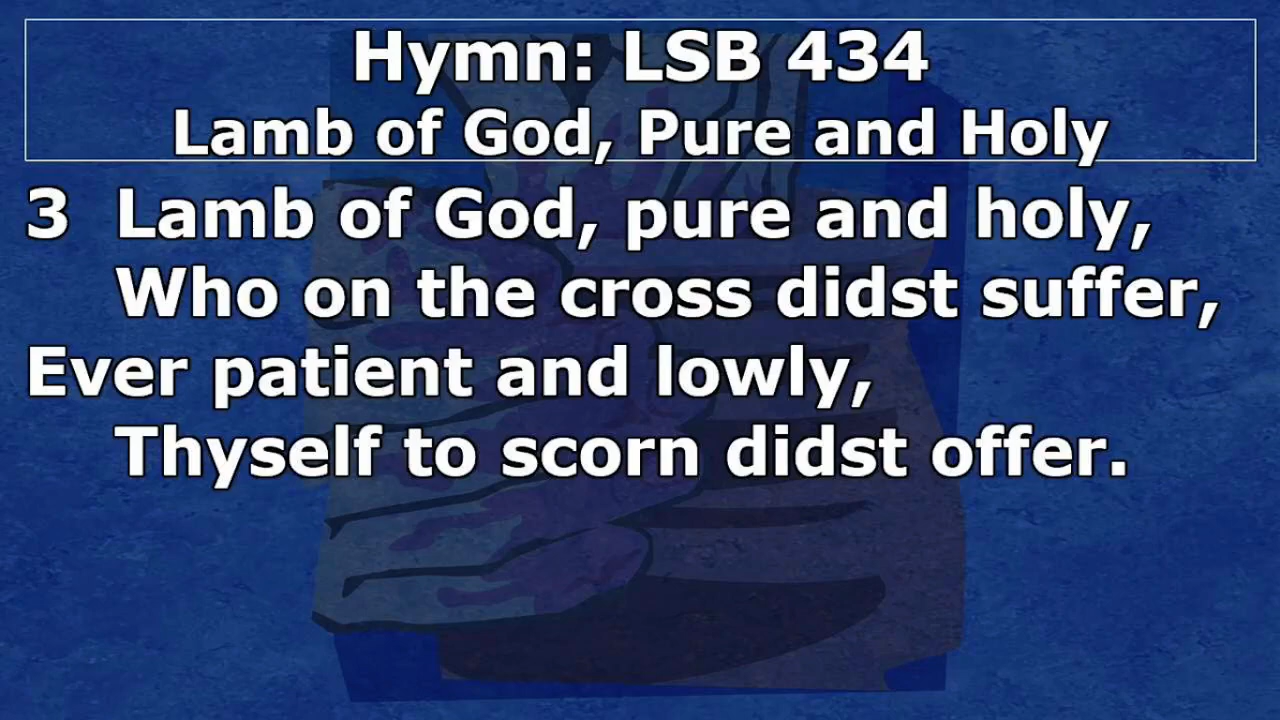 Hymn: LSB 434
Lamb of God, Pure and Holy
3 Lamb of God, pure and holy,
Who on the cross didst suffer,
Ever patient and lowly,
Thyself to scorn didst offer.